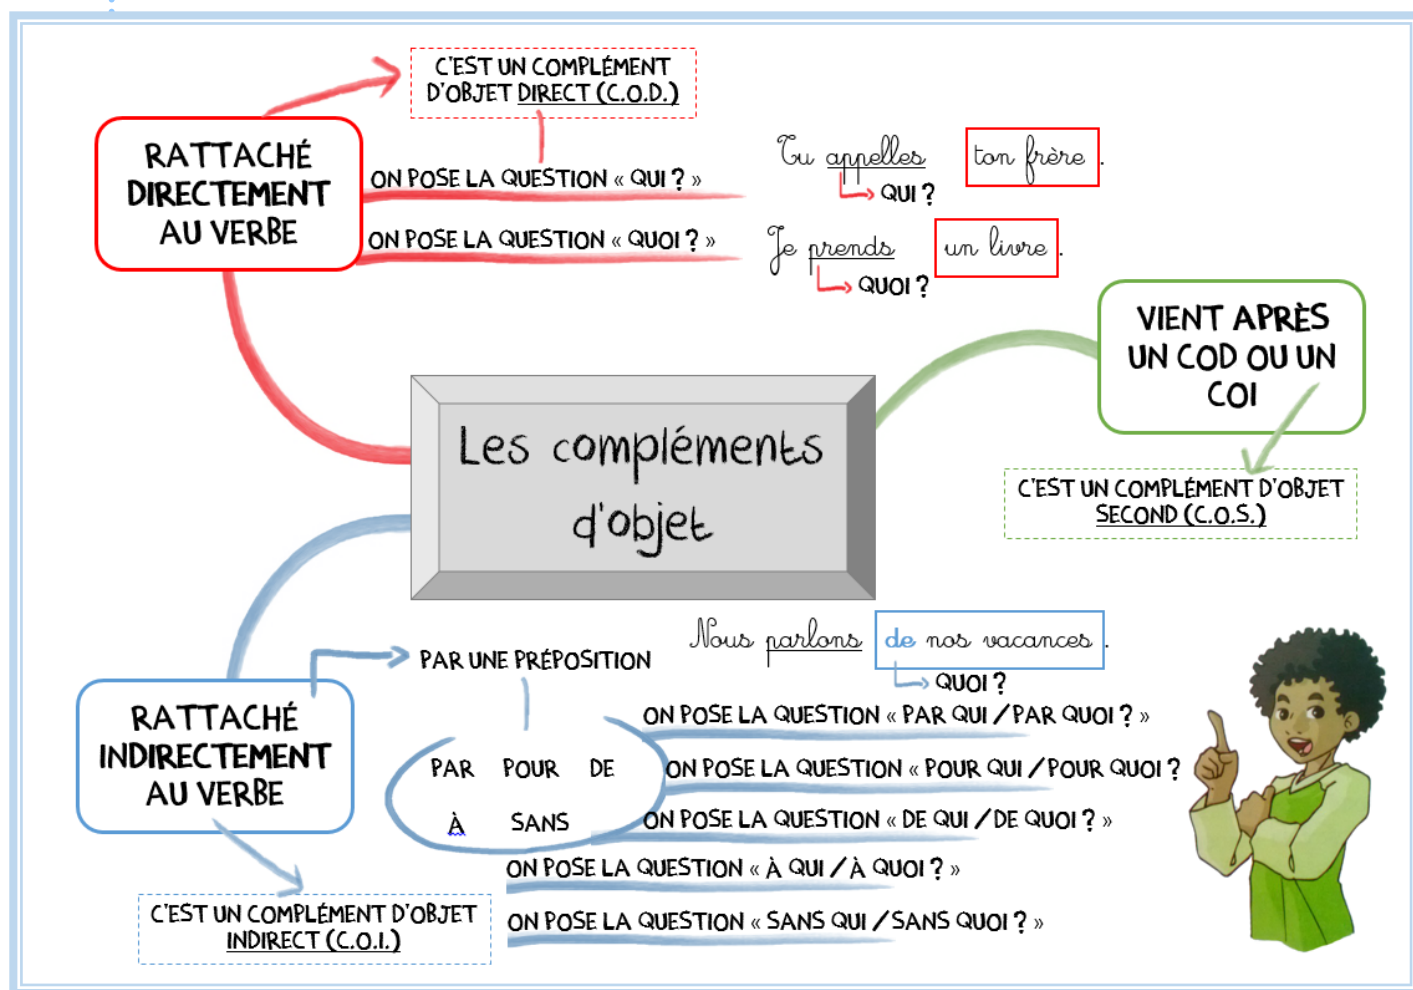 C'EST UN COMPLÉMENT
D'OBJET DIRECT (C.O.D.)
RATTACHÉ
DIRECTEMENT
AU VERBE
ON POSE LA QUESTION « QUI ? »
Tu appelles ton frère.
QUI ?
ON POSE LA QUESTION « QUOI ? »
Je prends un livre.
QUOI ?
VIENT APRÈS
UN COD OU UN
COI
C'EST UN COMPLÉMENT D'OBJET
SECOND (C.O.S.)
Les compléments
d'objet
RATTACHÉ
INDIRECTEMENT
AU VERBE
PAR UNE PRÉPOSITION
Nous parlons de nos vacances.
QUOI ?
PAR POUR DE
À SANS
ON POSE LA QUESTION « PAR QUI / PAR QUOI ? »
ON POSE LA QUESTION « POUR QUI / POUR QUOI ?
ON POSE LA QUESTION « DE QUI / DE QUOI ? »
ON POSE LA QUESTION « À QUI / À QUOI ? »
ON POSE LA QUESTION « SANS QUI / SANS QUOI ? »
C'EST UN COMPLÉMENT D'OBJET
INDIRECT (C.O.I.)